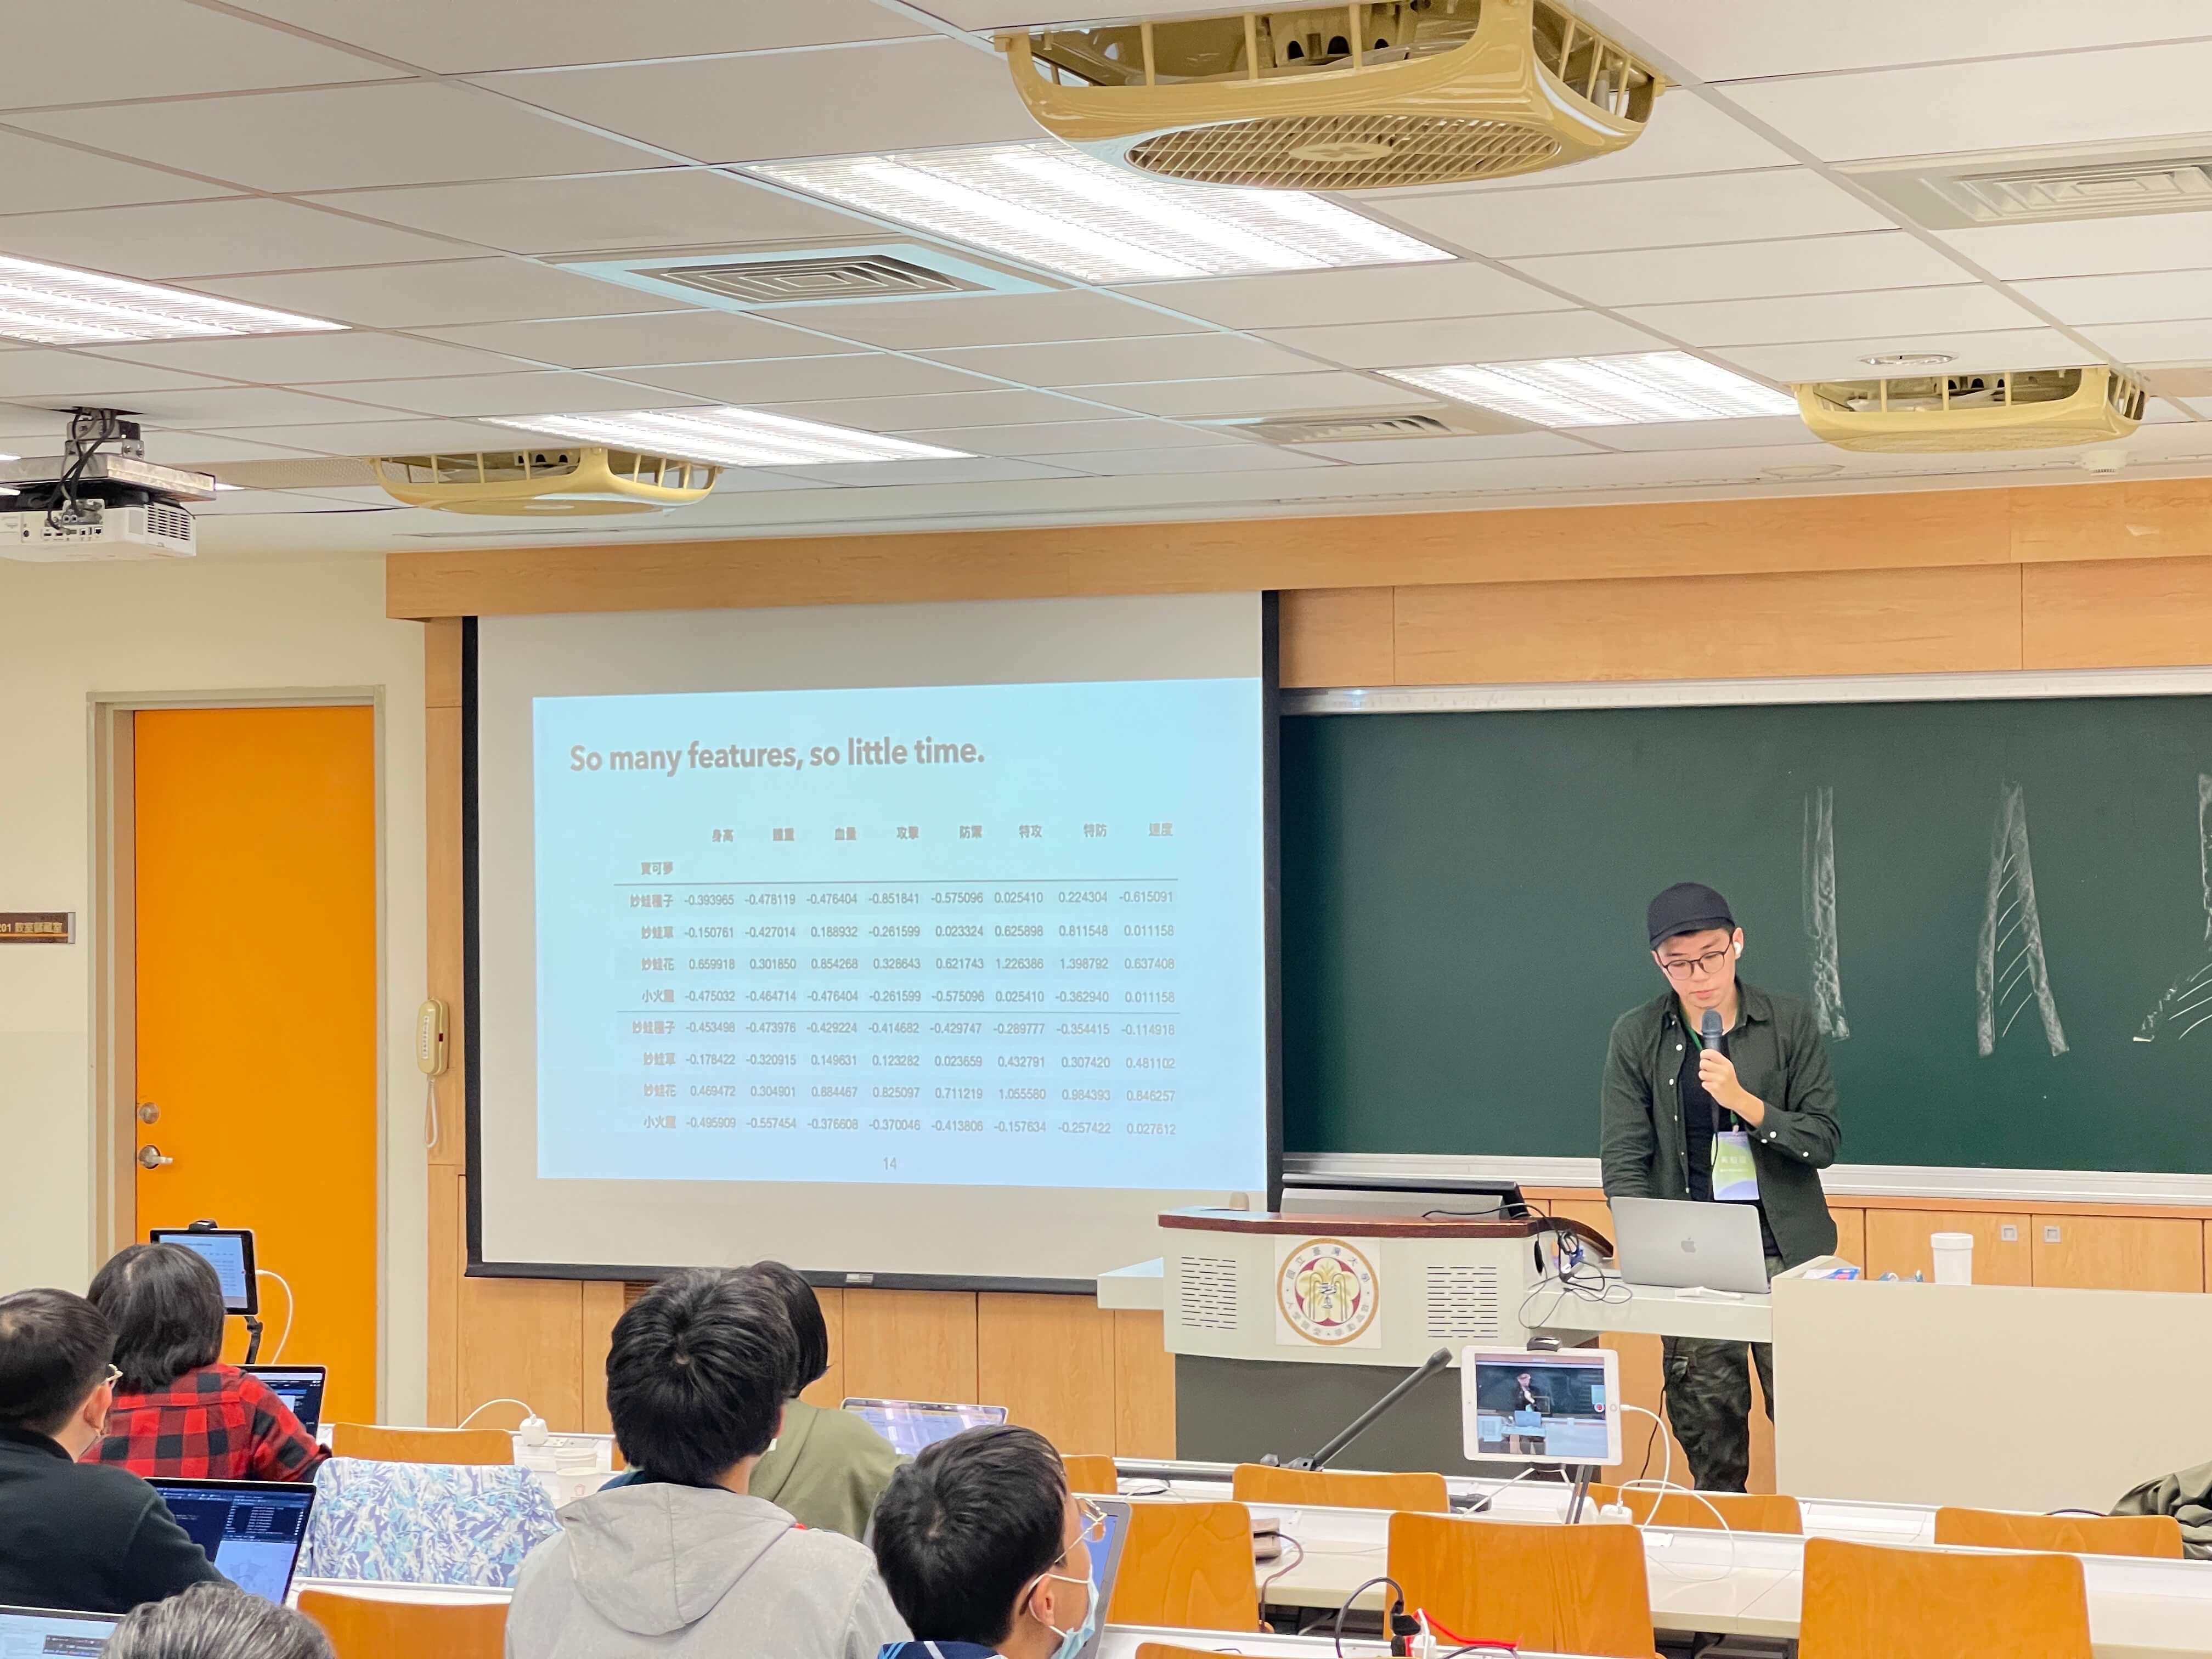 So many features, so little time.
身高 體重 血量 攻擊 防禦 特攻 特防 速度
寶可夢
妙蛙種子 -0.393965 -0.478119 -0.476404 -0.851841 -0.575096 0.025410 0.224304 -0.615091
妙蛙草 -0.150761 -0.427014 0.188932 -0.261599 0.023324 0.625898 0.811548 0.011158
妙蛙花 0.659918 0.301850 0.854268 0.328643 0.621743 1.226386 1.398792 0.637408
小火龍 -0.475032 -0.464714 -0.476404 -0.261599 -0.575096 0.025410 -0.362940 0.011158
妙蛙種子 -0.453498 -0.473976 -0.429224 -0.414682 -0.429747 -0.289777 -0.354415 -0.114918
妙蛙草 -0.178422 -0.320915 0.149631 0.123282 0.023659 0.432791 0.307420 0.481102
妙蛙花 0.469472 0.304901 0.884467 0.825097 0.711219 1.055580 0.984393 0.846257
小火龍 -0.495909 -0.557454 -0.376608 -0.370046 -0.413806 -0.157634 -0.257422 0.027612
14
國立臺灣大學